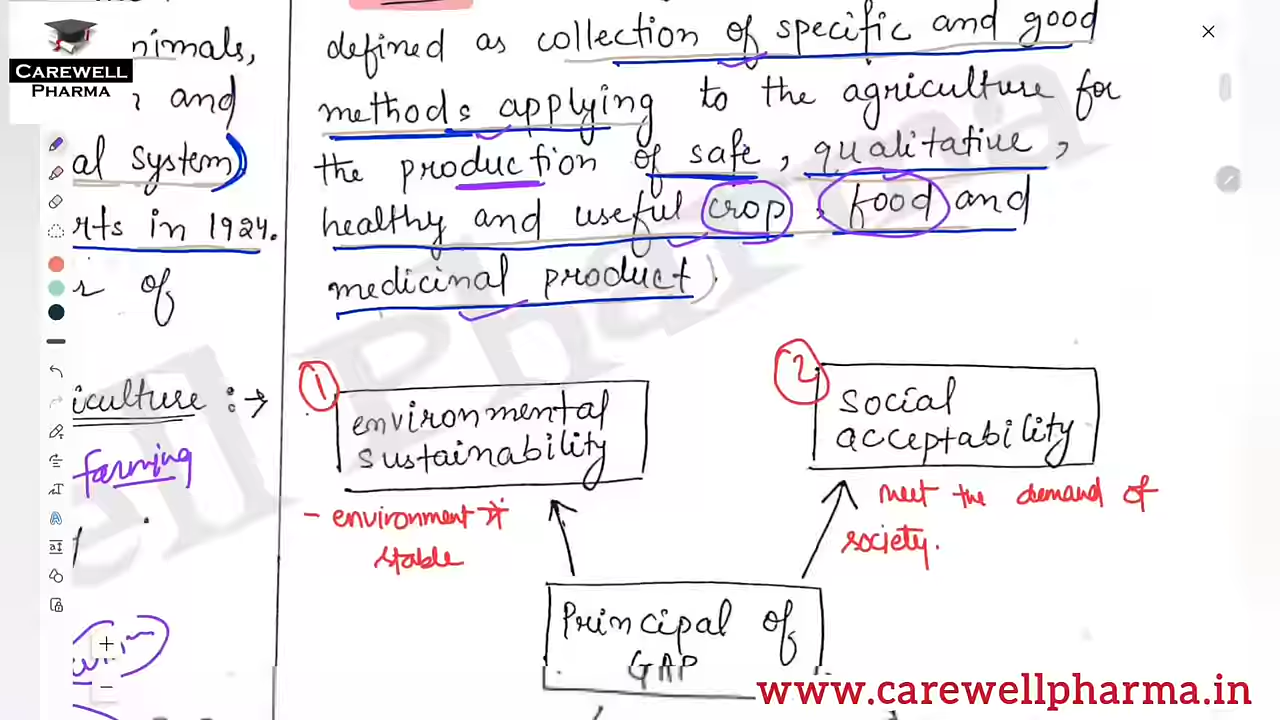 CAREWELL
PHARMA
nimals,
and
al system)
rts in 1924.
of
iculture :→
farming
defined as collection of specific and good
methods applying to the agriculture for
the production of safe, qualitative,
healthy and useful crop, food and
medicinal product)
1
environmental
sustainability
- environment
stable
2
social
acceptability
meet the demand of
society.
Principal of
GAP
www.carewellpharma.in